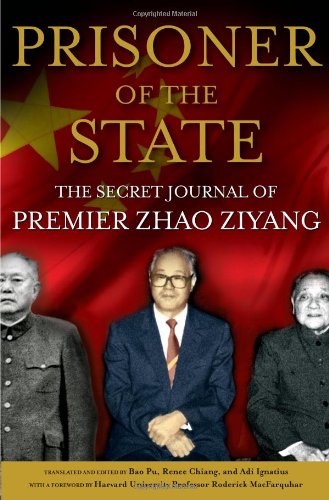 PRISONER
OF THE
STATE
THE SECRET JOURNAL OF
PREMIER ZHAO ZIYANG
TRANSLATED AND EDITED BY Bao Pu, Renee Chiang, and Adi Ignatius
WITH A FOREWORD BY Harvard University Professor Roderick MacFarquhar